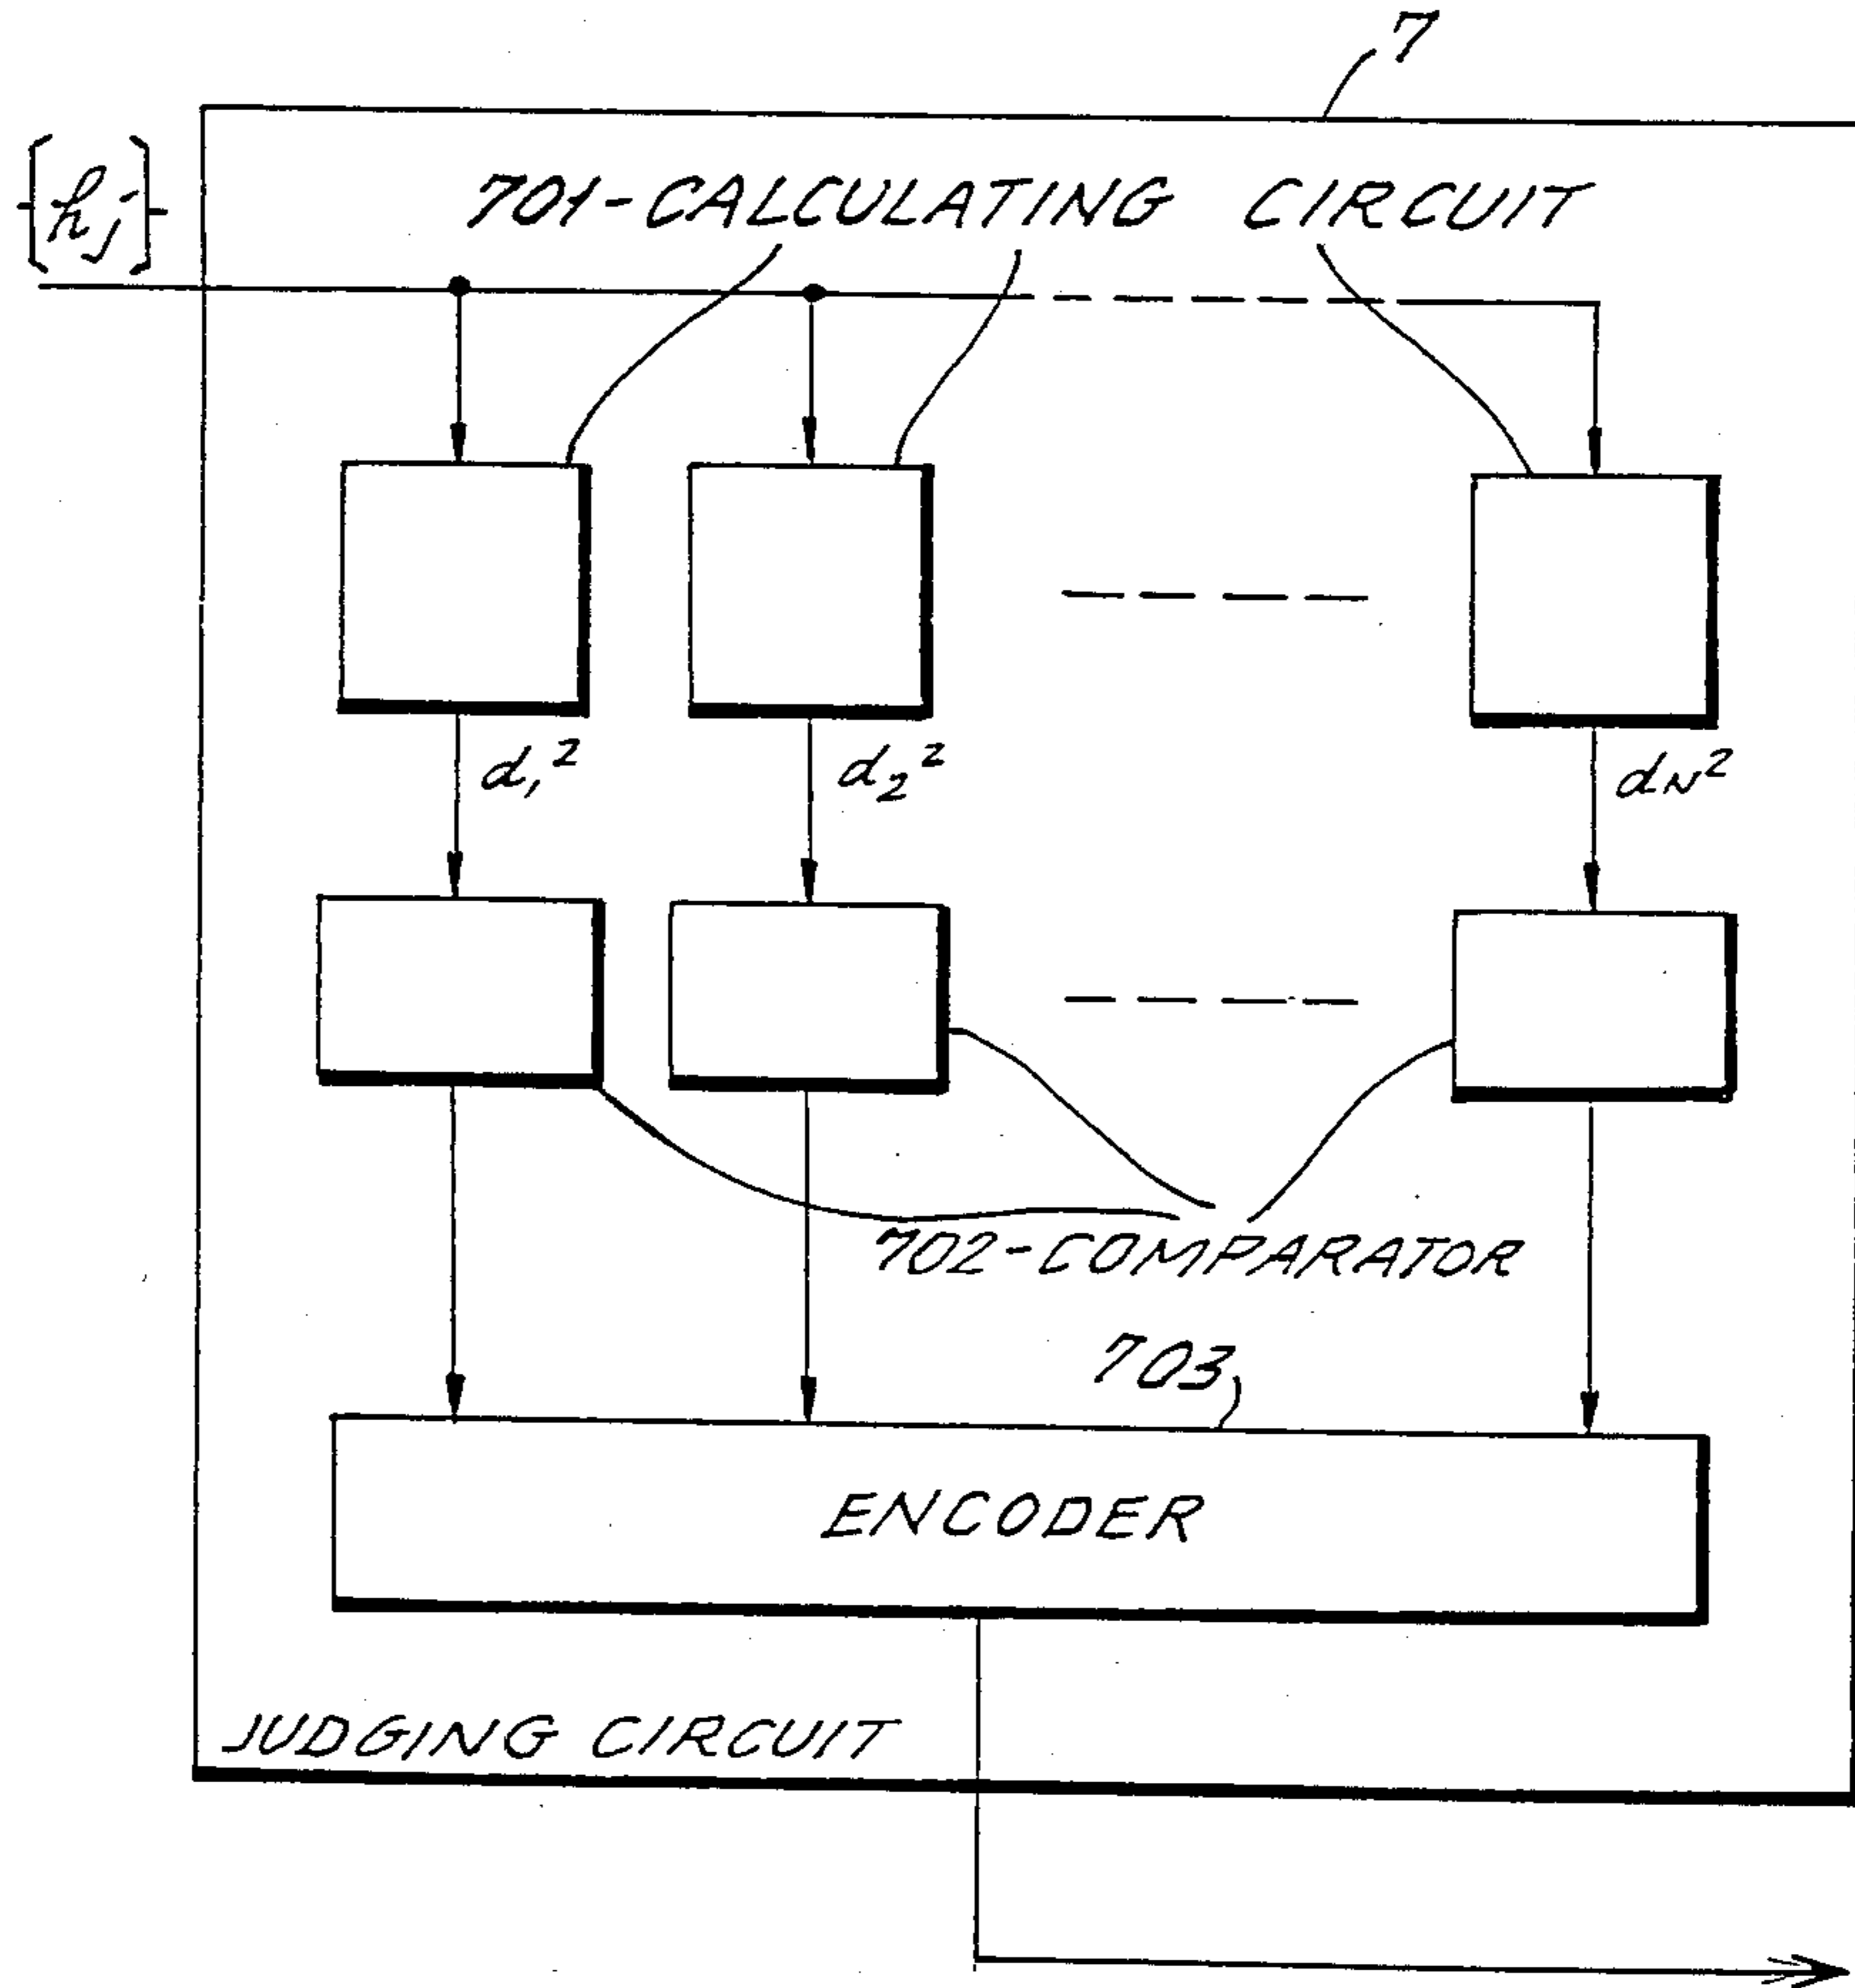 7
{hj}
701-CALCULATING CIRCUIT
d₁² d₂² dN²
702-COMPARATOR
703
ENCODER
JUDGING CIRCUIT